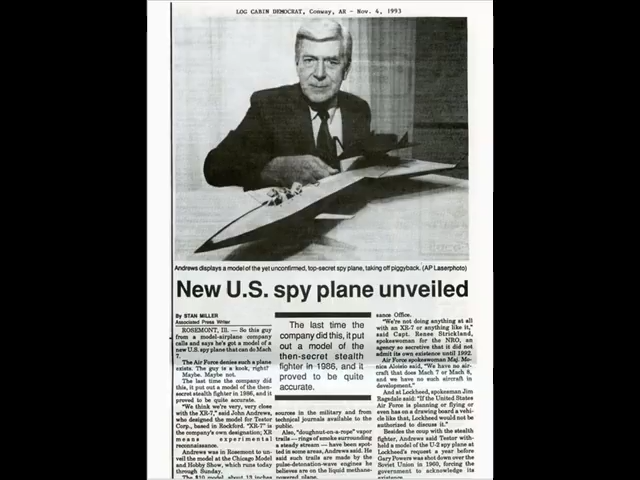 LOG CABIN DEMOCRAT, Conway, AR - Nov. 4, 1993
Andrews displays a model of the yet unconfirmed, top-secret spy plane, taking off piggyback. (AP Laserphoto)
New U.S. spy plane unveiled
By STAN MILLER
Associated Press Writer
ROSEMONT, Ill. — So this guy
from a model-airplane company
calls and says he's got a model of a
new U.S. spy plane that can do Mach
7.
The Air Force denies such a plane
exists. The guy is a kook, right?
Maybe. Maybe not.
The last time the company did
this, it put out a model of the then-
secret stealth fighter in 1986, and it
proved to be quite accurate.
"We think we're very, very close
with the XR-7," said John Andrews,
who designed the model for Testor
Corp., based in Rockford. "XR-7" is
the company's own designation; XR
means experimental
reconnaissance.
Andrews was in Rosemont to un-
veil the model at the Chicago Model
and Hobby Show, which runs today
through Sunday.
The $10 model, about 13 inches
The last time the
company did this, it put
out a model of the
then-secret stealth
fighter in 1986, and it
proved to be quite
accurate.
sources in the military and from
technical journals available to the
public.
Also, "doughnut-on-a-rope" vapor
trails — rings of smoke surrounding
a steady stream — have been spot-
ted in some areas, Andrews said. He
said such trails are made by the
pulse-detonation-wave engines he
believes are on the liquid methane-
powered plane.
sance Office.
"We're not doing anything at all
with an XR-7 or anything like it,"
said Capt. Renee Strickland,
spokeswoman for the NRO, an
agency so secretive that it did not
admit its own existence until 1992.
Air Force spokeswoman Maj. Mo-
nica Aloisio said, "We have no air-
craft that does Mach 7 or Mach 8,
and we have no such aircraft in
development."
And at Lockheed, spokesman Jim
Ragsdale said: "If the United States
Air Force is planning or flying or
even has on a drawing board a vehi-
cle like that, Lockheed would not be
authorized to discuss it."
Besides the coup with the stealth
fighter, Andrews said Testor with-
held a model of the U-2 spy plane at
Lockheed's request a year before
Gary Powers was shot down over the
Soviet Union in 1960, forcing the
government to acknowledge its
existence.